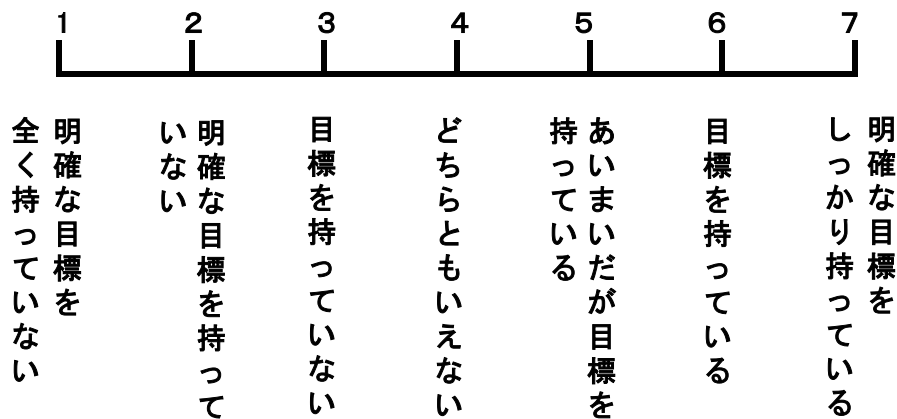 1 2 3 4 5 6 7
明確な目標を
全く持っていない
明確な目標を持って
いない
目標を持っていない
どちらともいえない
あいまいだが目標を
持っている
目標を持っている
明確な目標を
しっかり持っている